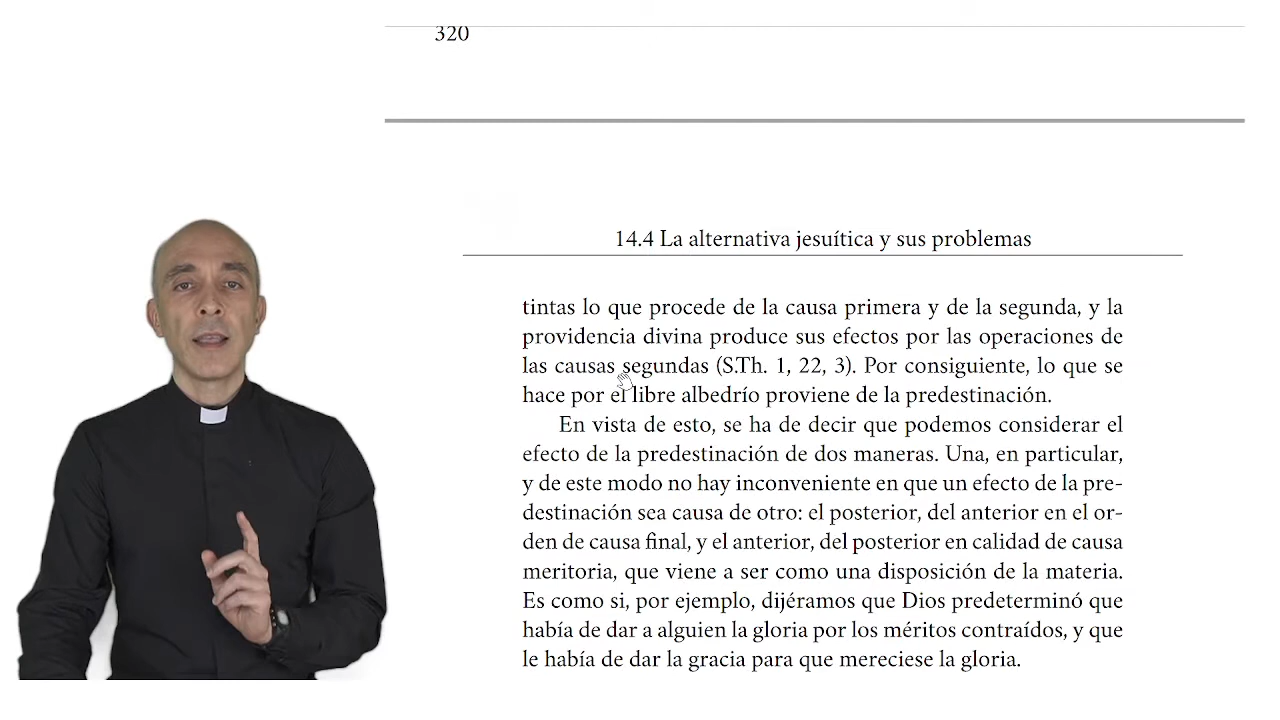 320
14.4 La alternativa jesuítica y sus problemas
tintas lo que procede de la causa primera y de la segunda, y la
providencia divina produce sus efectos por las operaciones de
las causas segundas (S.Th. 1, 22, 3). Por consiguiente, lo que se
hace por el libre albedrío proviene de la predestinación.
En vista de esto, se ha de decir que podemos considerar el
efecto de la predestinación de dos maneras. Una, en particular,
y de este modo no hay inconveniente en que un efecto de la pre-
destinación sea causa de otro: el posterior, del anterior en el or-
den de causa final, y el anterior, del posterior en calidad de causa
meritoria, que viene a ser como una disposición de la materia.
Es como si, por ejemplo, dijéramos que Dios predeterminó que
había de dar a alguien la gloria por los méritos contraídos, y que
le había de dar la gracia para que mereciese la gloria.